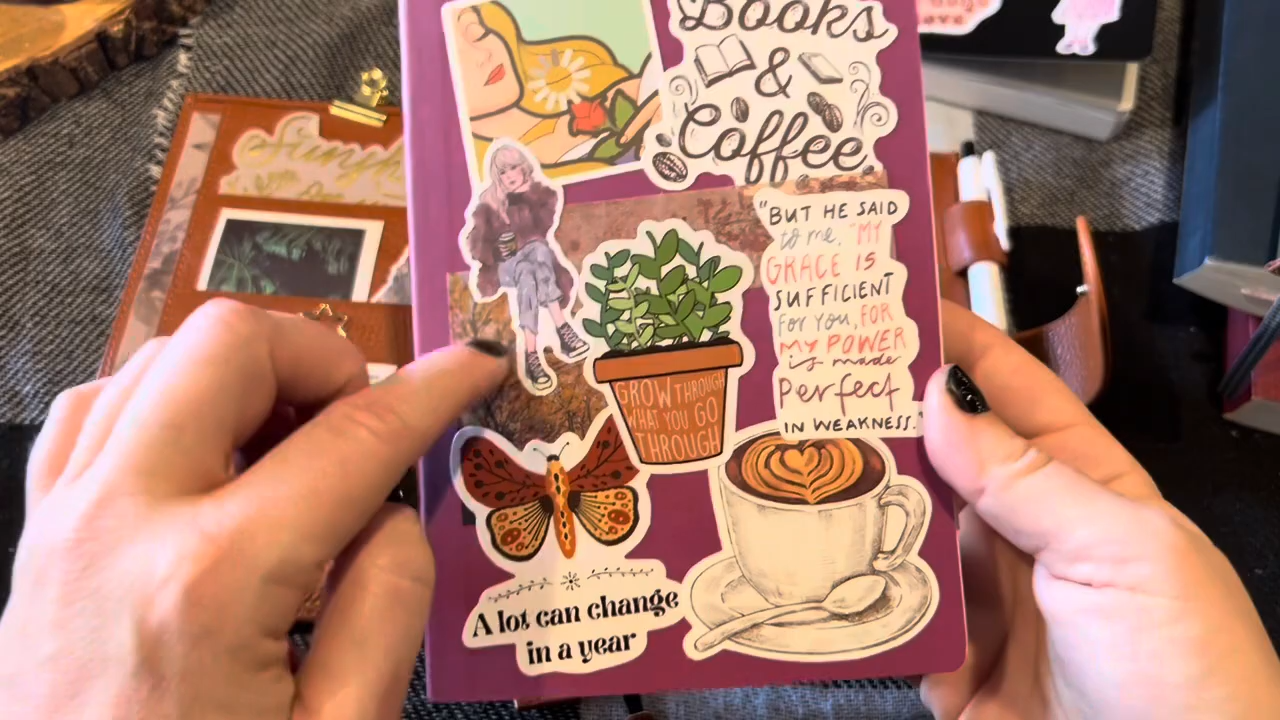 Books
&
Coffee
"BUT HE SAID
to me, "MY
GRACE IS
SUFFICIENT
FOR YOU, FOR
MY POWER
is made
perfect
IN WEAKNESS."
GROW THROUGH
WHAT YOU GO
THROUGH
A lot can change
in a year
love